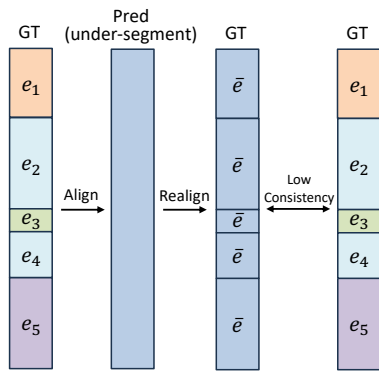 Pred
GT (under-segment) GT GT
e₁ ē e₁
e₂ ē e₂
Align Realign Low
Consistency
e₃ ē e₃
e₄ ē e₄
e₅ ē e₅